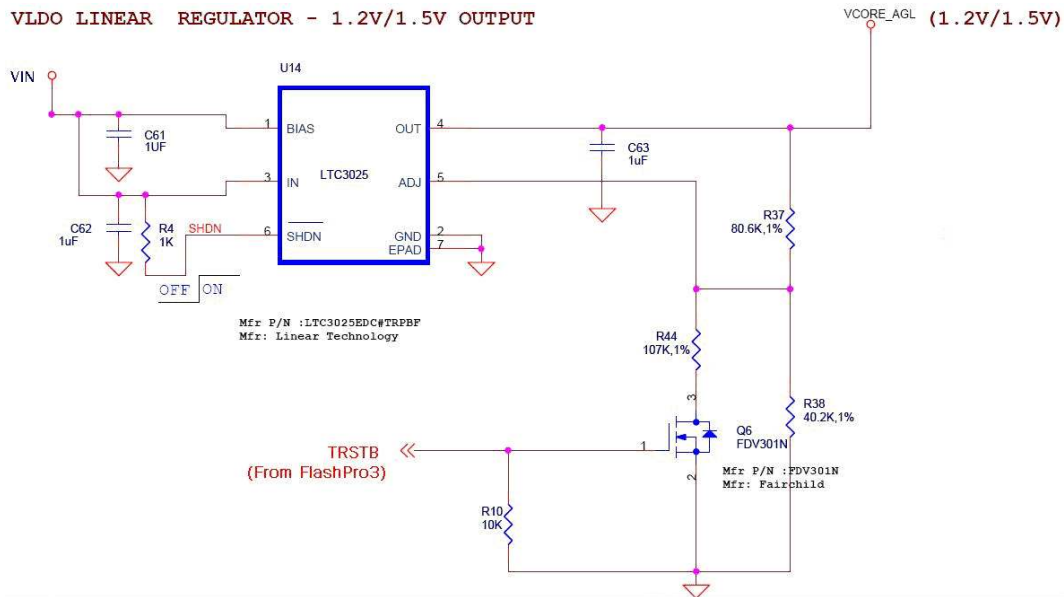 VLDO LINEAR REGULATOR - 1.2V/1.5V OUTPUT
VCORE_AGL (1.2V/1.5V)
U14
VIN
1 BIAS
OUT 4
C61
1UF
C63
1uF
LTC3025
3 IN
ADJ 5
C62
1uF
R4
1K
SHDN
6 SHDN
GND 2
EPAD 7
R37
80.6K,1%
OFF ON
Mfr P/N :LTC3025EDC#TRPBF
Mfr: Linear Technology
R44
107K,1%
3
R38
40.2K,1%
Q6
FDV301N
1
TRSTB
(From FlashPro3)
2
Mfr P/N :FDV301N
Mfr: Fairchild
R10
10K